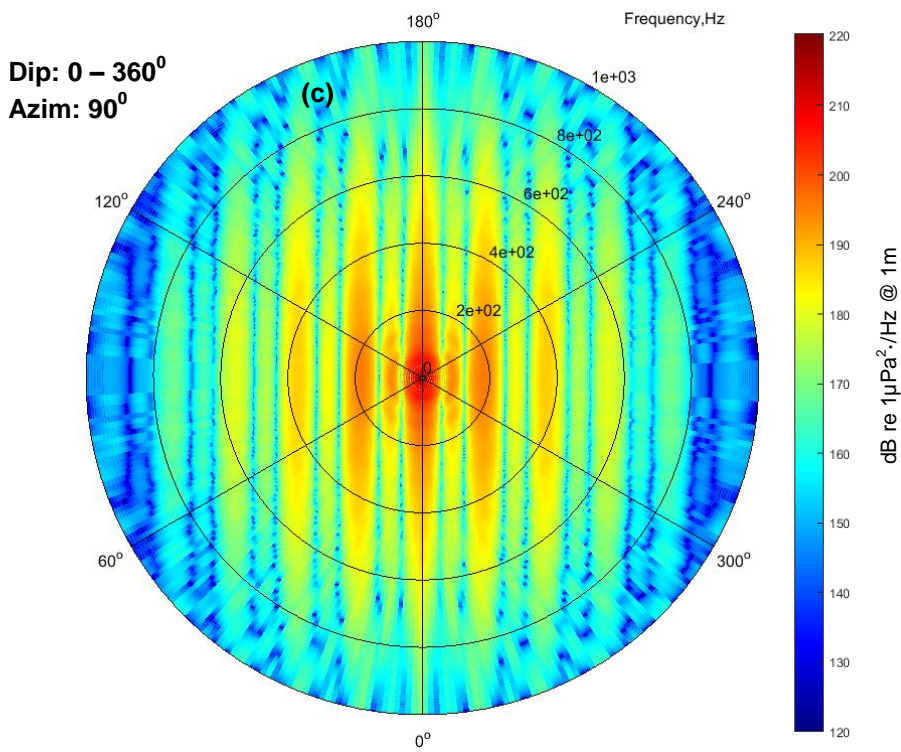 180°
Frequency,Hz
Dip: 0 – 360⁰
Azim: 90⁰
(c)
1e+03
8e+02
6e+02
4e+02
2e+02
0
120°
240°
60°
300°
0°
220
210
200
190
180
170
160
150
140
130
120
dB re 1µPa²·/Hz @ 1m